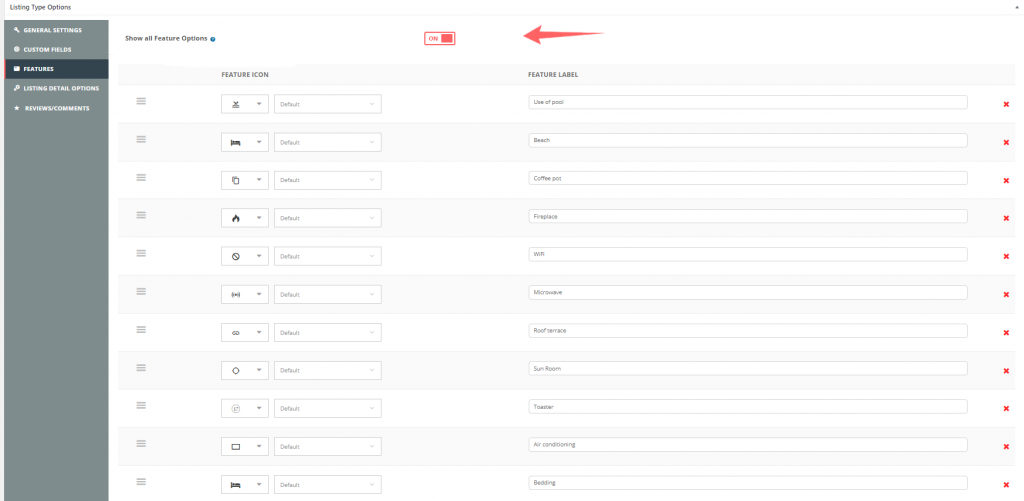 Listing Type Options
GENERAL SETTINGS
CUSTOM FIELDS
FEATURES
LISTING DETAIL OPTIONS
REVIEWS/COMMENTS
Show all Feature Options
ON
FEATURE ICON FEATURE LABEL
Default Use of pool
Default Beach
Default Coffee pot
Default Fireplace
Default Wifi
Default Microwave
Default Roof terrace
Default Sun Room
Default Toaster
Default Air conditioning
Default Bedding